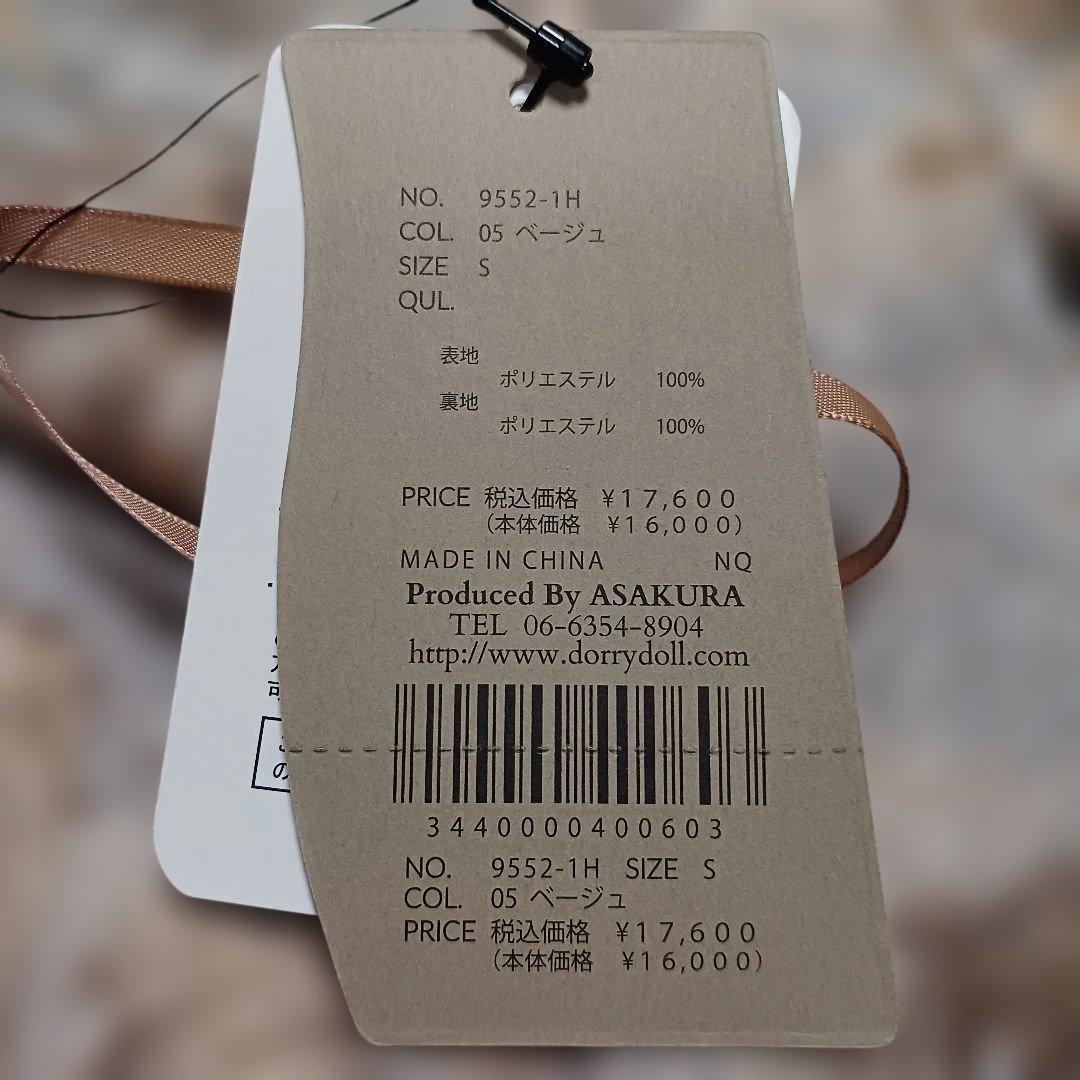 NO. 9552-1H
COL. 05 ベージュ
SIZE S
QUL.
表地
ポリエステル 100%
裏地
ポリエステル 100%
PRICE 税込価格 ¥17,600
(本体価格 ¥16,000)
MADE IN CHINA NQ
Produced By ASAKURA
TEL 06-6354-8904
http://www.dorrydoll.com
3440000400603
NO. 9552-1H SIZE S
COL. 05 ベージュ
PRICE 税込価格 ¥17,600
(本体価格 ¥16,000)
可
の